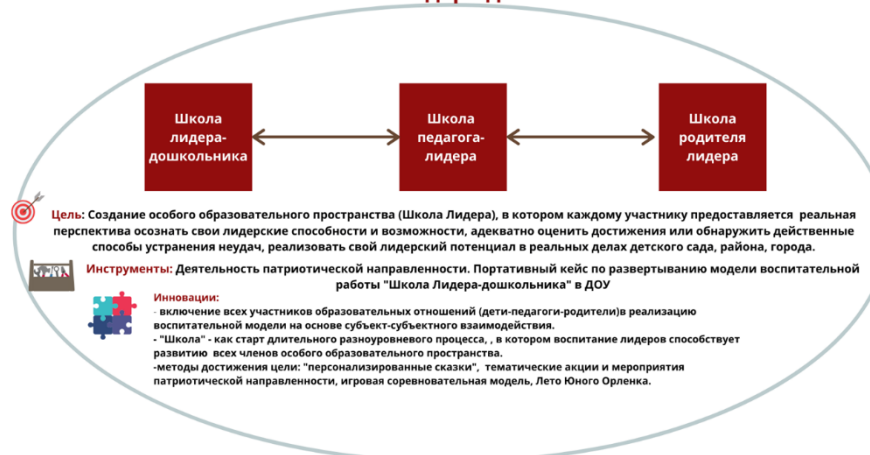 Школа
лидера-
дошкольника
Школа
педагога-
лидера
Школа
родителя
лидера
Цель: Создание особого образовательного пространства (Школа Лидера), в котором каждому участнику предоставляется реальная
перспектива осознать свои лидерские способности и возможности, адекватно оценить достижения или обнаружить действенные
способы устранения неудач, реализовать свой лидерский потенциал в реальных делах детского сада, района, города.
Инструменты: Деятельность патриотической направленности. Портативный кейс по развертыванию модели воспитательной
работы "Школа Лидера-дошкольника" в ДОУ
Инновации:
- включение всех участников образовательных отношений (дети-педагоги-родители)в реализацию
воспитательной модели на основе субъект-субъектного взаимодействия.
- "Школа" - как старт длительного разноуровневого процесса, , в котором воспитание лидеров способствует
развитию всех членов особого образовательного пространства.
-методы достижения цели: "персонализированные сказки", тематические акции и мероприятия
патриотической направленности, игровая соревновательная модель, Лето Юного Орленка.